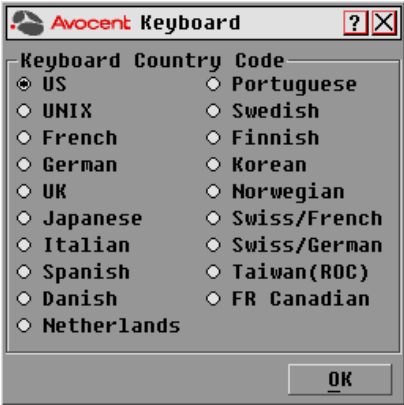 Avocent Keyboard ? X
Keyboard Country Code
US
UNIX
French
German
UK
Japanese
Italian
Spanish
Danish
Netherlands
Portuguese
Swedish
Finnish
Korean
Norwegian
Swiss/French
Swiss/German
Taiwan(ROC)
FR Canadian
OK